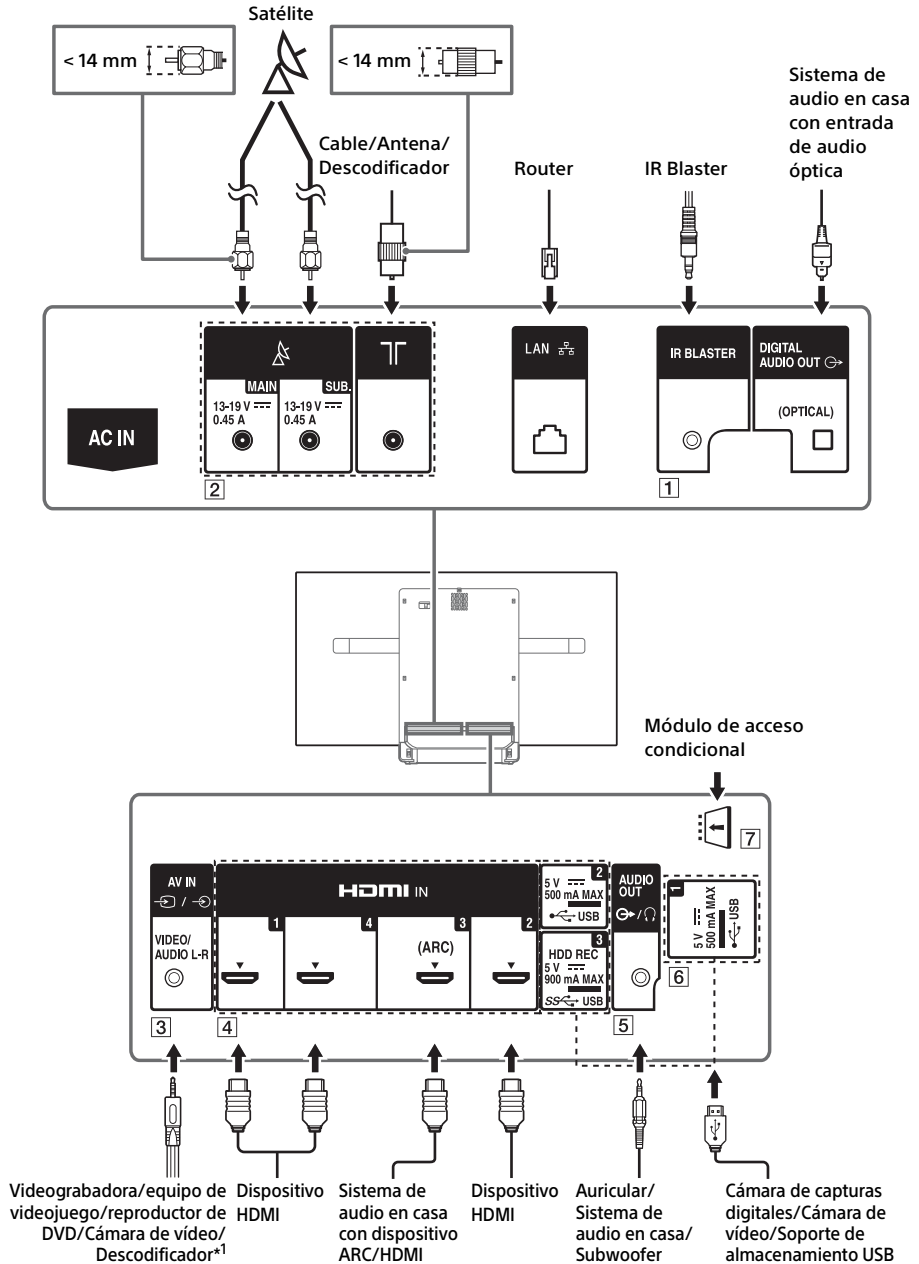 Satélite
< 14 mm
< 14 mm
Cable/Antena/
Descodificador
Router
IR Blaster
Sistema de
audio en casa
con entrada
de audio
óptica
AC IN
MAIN
13-19 V
0.45 A
SUB.
13-19 V
0.45 A
2
LAN
IR BLASTER
DIGITAL
AUDIO OUT
(OPTICAL)
1
Módulo de acceso
condicional
7
AV IN
VIDEO/
AUDIO L-R
3
HDMI IN
1
4
3
(ARC)
2
4
2
5 V
500 mA MAX
USB
3
HDD REC
5 V
900 mA MAX
SS USB
AUDIO
OUT
5
1
5 V
500 mA MAX
USB
6
Videograbadora/equipo de
videojuego/reproductor de
DVD/Cámara de vídeo/
Descodificador*1
Dispositivo
HDMI
Sistema de
audio en casa
con dispositivo
ARC/HDMI
Dispositivo
HDMI
Auricular/
Sistema de
audio en casa/
Subwoofer
Cámara de capturas
digitales/Cámara de
vídeo/Soporte de
almacenamiento USB